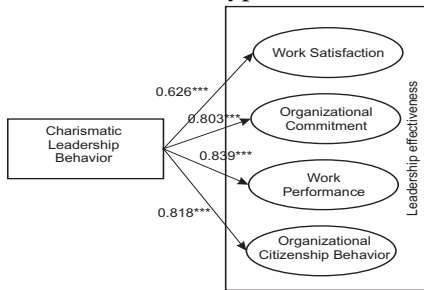 Work Satisfaction
0.626***
Organizational
Commitment
0.803***
Charismatic
Leadership
Behavior
0.839***
Work
Performance
0.818***
Organizational
Citizenship Behavior
Leadership effectiveness